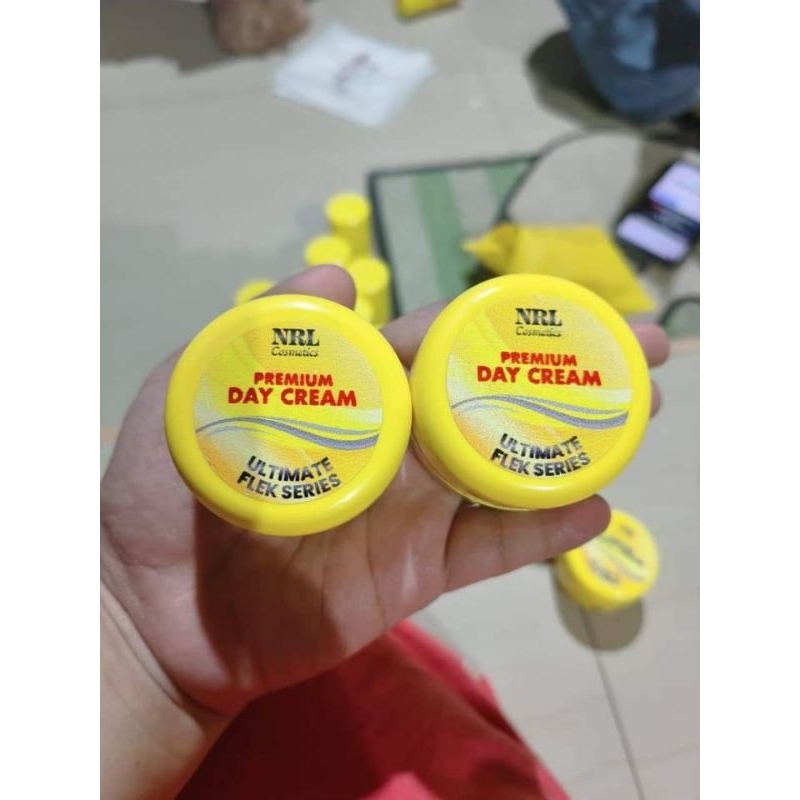 NRL
Cosmetics
PREMIUM
DAY CREAM
ULTIMATE
FLEK SERIES
NRL
Cosmetics
PREMIUM
DAY CREAM
ULTIMATE
FLEK SERIES